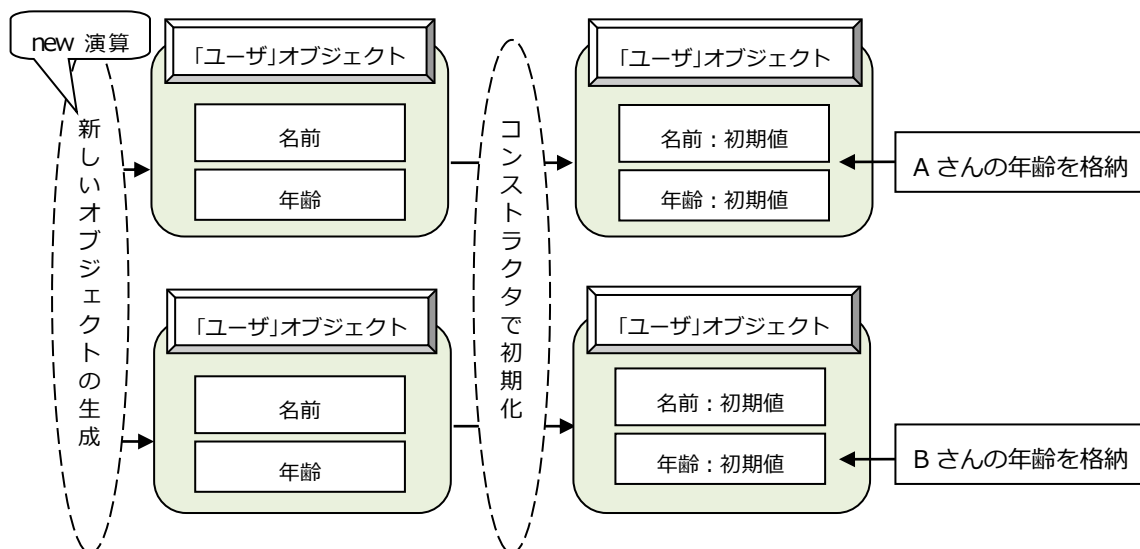 new 演算
新しいオブジェクトの生成
「ユーザ」オブジェクト
名前
年齢
コンストラクタで初期化
「ユーザ」オブジェクト
名前：初期値
年齢：初期値
A さんの年齢を格納
「ユーザ」オブジェクト
名前
年齢
「ユーザ」オブジェクト
名前：初期値
年齢：初期値
B さんの年齢を格納